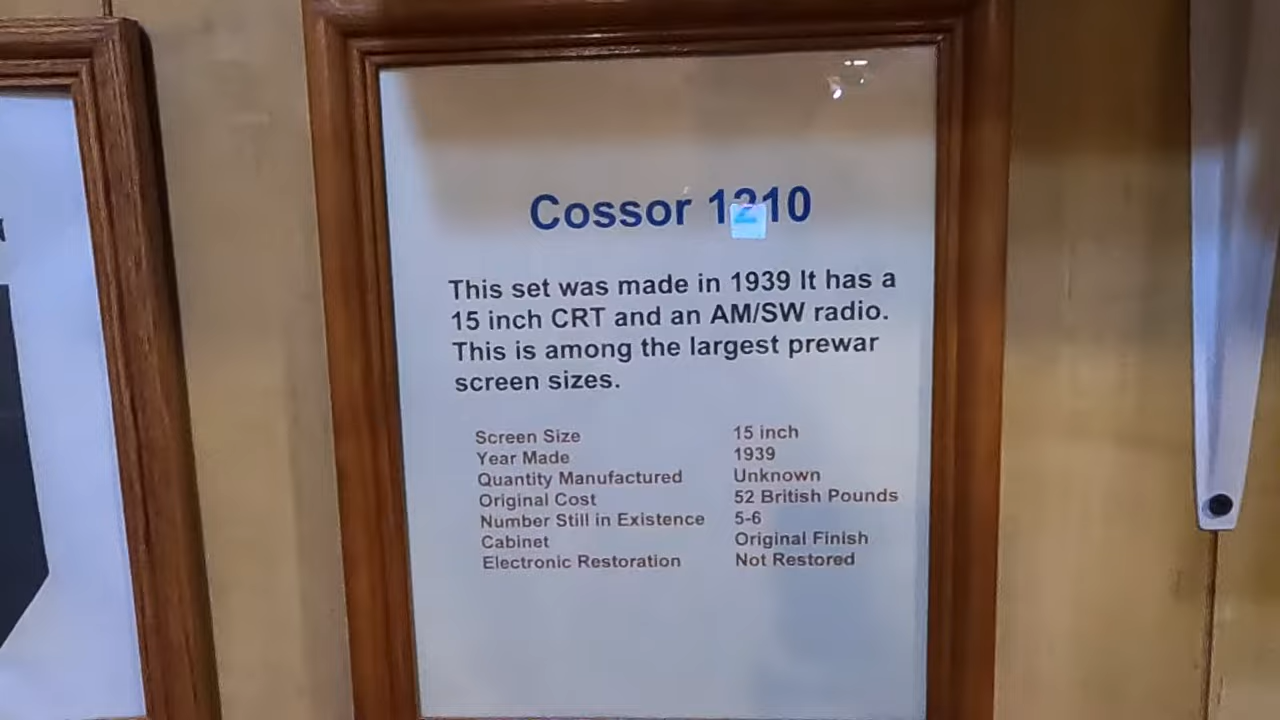 Cossor 1210
This set was made in 1939 It has a
15 inch CRT and an AM/SW radio.
This is among the largest prewar
screen sizes.
Screen Size 15 inch
Year Made 1939
Quantity Manufactured Unknown
Original Cost 52 British Pounds
Number Still in Existence 5-6
Cabinet Original Finish
Electronic Restoration Not Restored